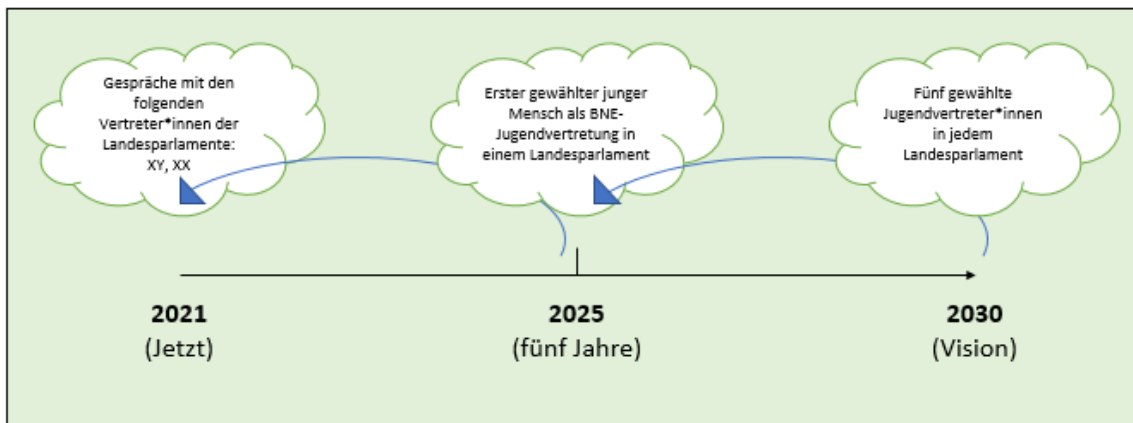 Gespräche mit den
folgenden
Vertreter*innen der
Landesparlamente:
XY, XX
Erster gewählter junger
Mensch als BNE-
Jugendvertretung in
einem Landesparlament
Fünf gewählte
Jugendvertreter*innen
in jedem
Landesparlament
2021
(Jetzt)
2025
(fünf Jahre)
2030
(Vision)